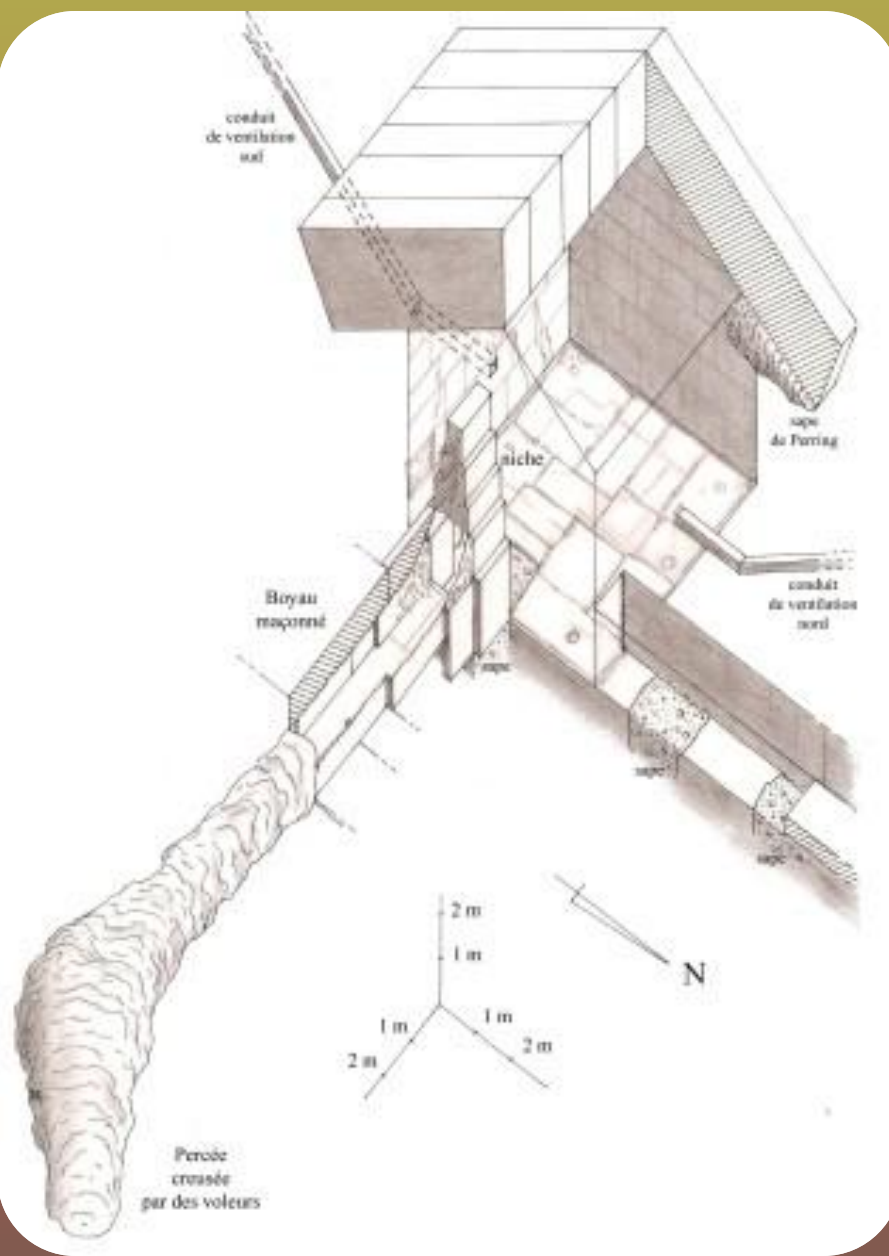 conduit
de ventilation
sud
sape
de Perring
niche
conduit
de ventilation
nord
Boyau
maçonné
sape
sape
sape
2 m
1 m
N
1 m
1 m
2 m
2 m
Percée
creusée
par des voleurs